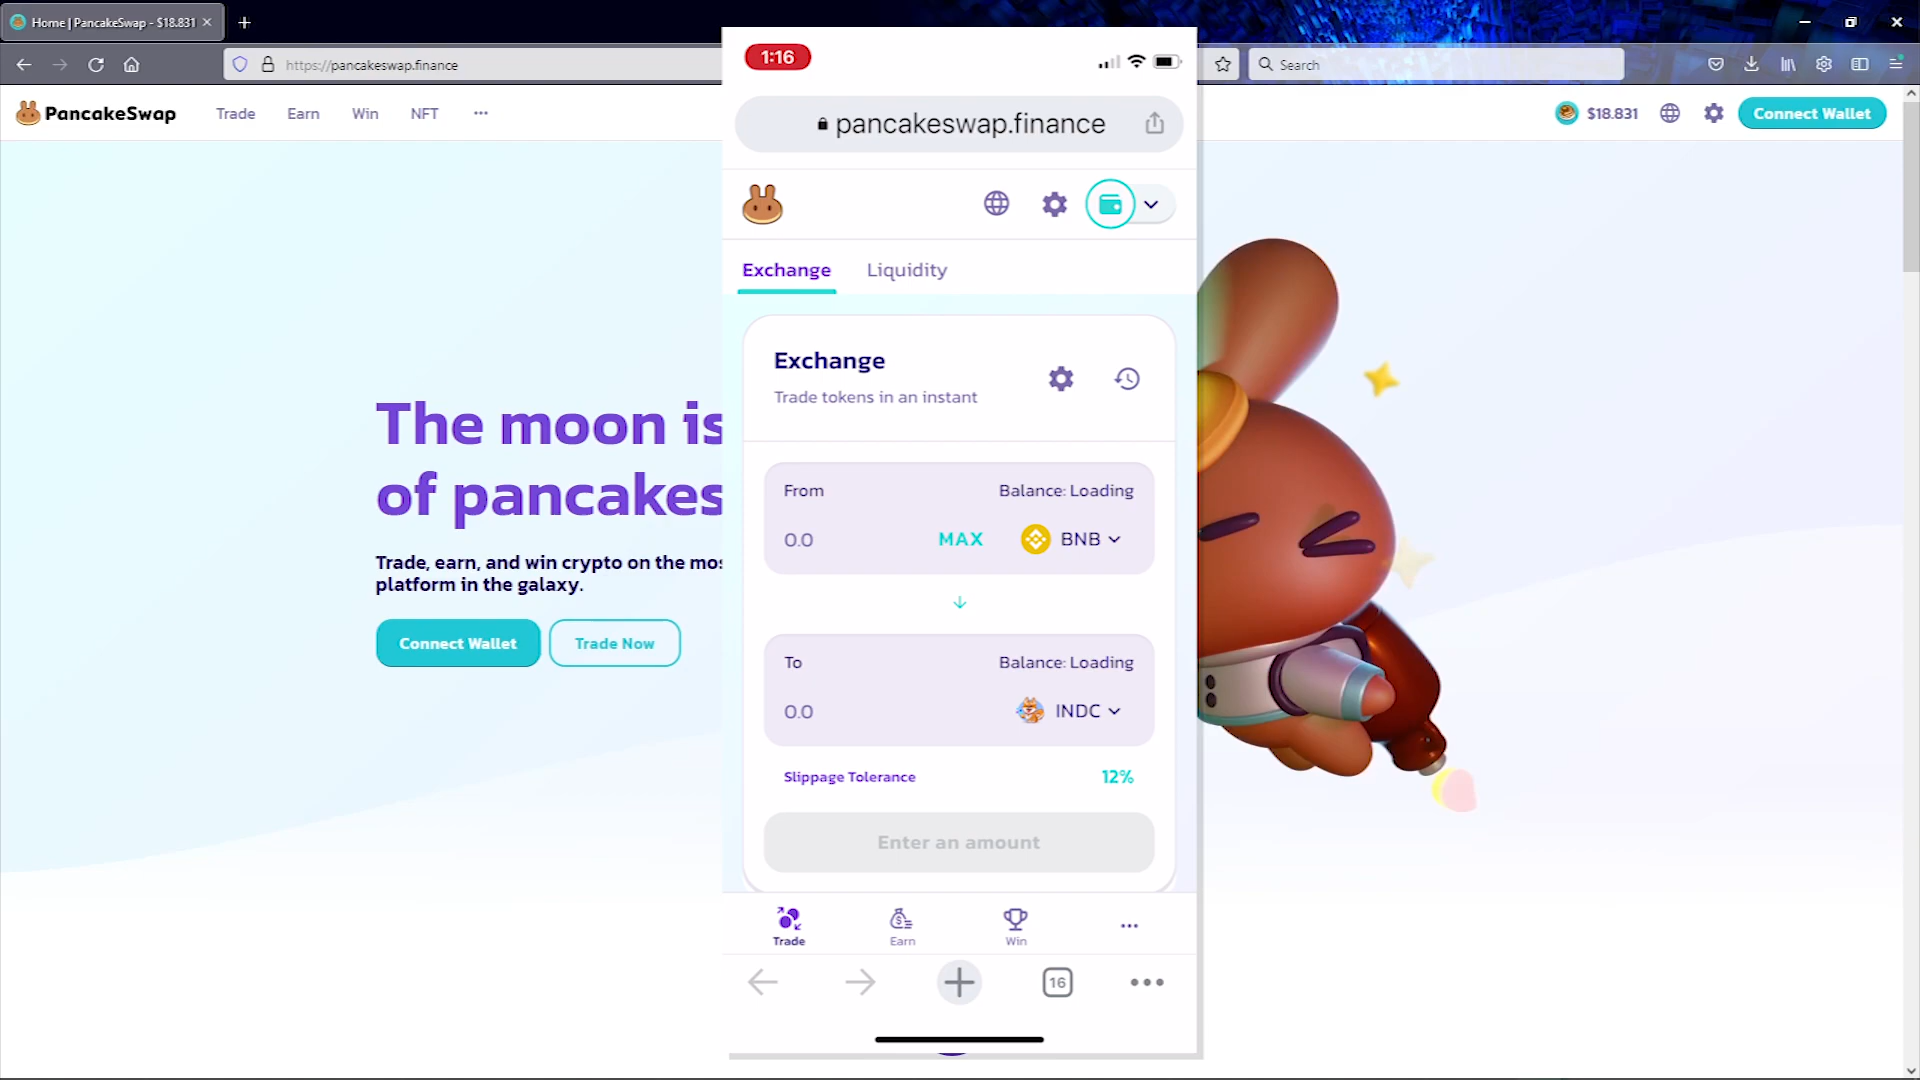 Home | PancakeSwap - $18.831
https://pancakeswap.finance
Search
PancakeSwap
Trade
Earn
Win
NFT
$18.831
Connect Wallet
The moon is
of pancakes
Trade, earn, and win crypto on the mos
platform in the galaxy.
Connect Wallet
Trade Now
1:16
pancakeswap.finance
Exchange
Liquidity
Exchange
Trade tokens in an instant
From
Balance: Loading
0.0
MAX
BNB
To
Balance: Loading
0.0
INDC
Slippage Tolerance
12%
Enter an amount
Trade
Earn
Win
16